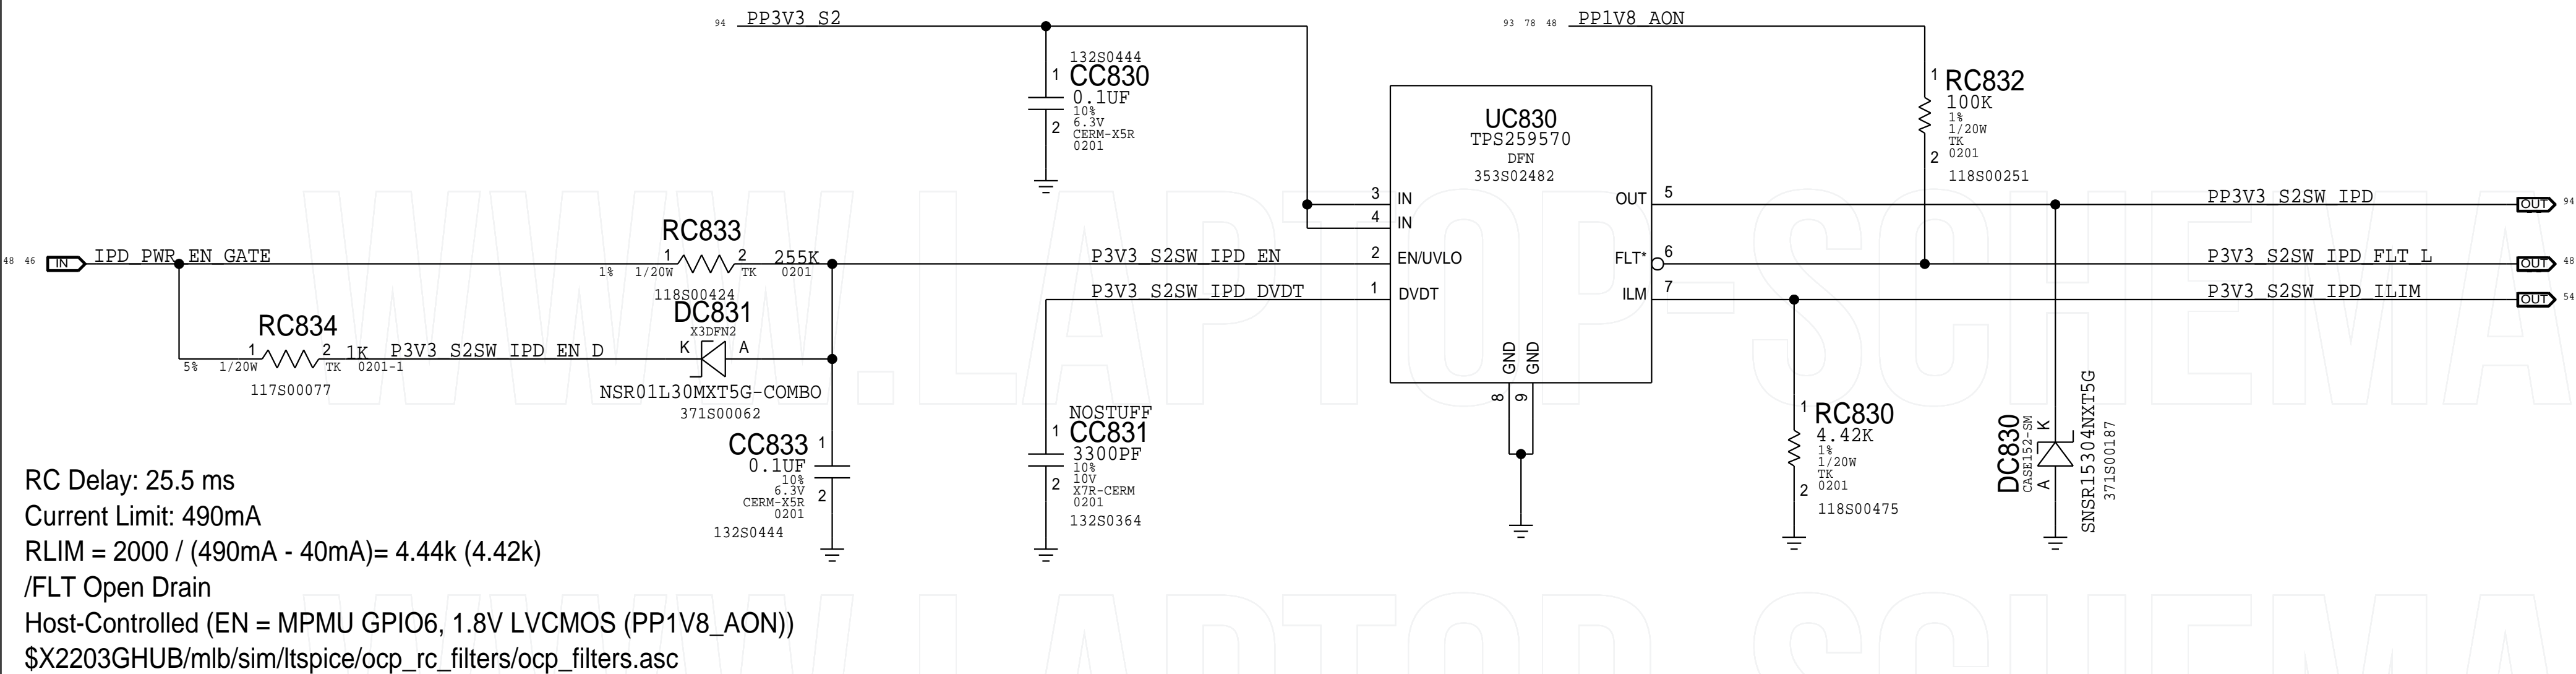 94 PP3V3_S2
93 78 48 PP1V8_AON
132S0444
1 CC830
0.1UF
10%
6.3V
2 CERM-X5R
0201
1 RC832
100K
1%
1/20W
TK
2 0201
118S00251
UC830
TPS259570
DFN
353S02482
3 IN
4 IN
2 EN/UVLO
1 DVDT
OUT 5
FLT* 6
ILM 7
GND
GND
8
9
PP3V3_S2SW_IPD OUT 94
P3V3_S2SW_IPD_FLT_L OUT 48
P3V3_S2SW_IPD_ILIM OUT 54
48 46 IN IPD_PWR_EN_GATE
RC833
1 2 255K
1% 1/20W TK 0201
118S00424
P3V3_S2SW_IPD_EN
P3V3_S2SW_IPD_DVDT
DC831
X3DFN2
K A
NSR01L30MXT5G-COMBO
371S00062
RC834
1 2 1K P3V3_S2SW_IPD_EN_D
5% 1/20W TK 0201-1
117S00077
CC833 1
0.1UF
10%
6.3V 2
CERM-X5R
0201
132S0444
NOSTUFF
1 CC831
3300PF
10%
10V
2 X7R-CERM
0201
132S0364
1 RC830
4.42K
1%
1/20W
TK
2 0201
118S00475
DC830
CASE152-SM
A K
SNSR15304NXT5G
371S00187
RC Delay: 25.5 ms
Current Limit: 490mA
RLIM = 2000 / (490mA - 40mA)= 4.44k (4.42k)
/FLT Open Drain
Host-Controlled (EN = MPMU GPIO6, 1.8V LVCMOS (PP1V8_AON))
$X2203GHUB/mlb/sim/ltspice/ocp_rc_filters/ocp_filters.asc
WWW.LAPTOP-SCHEMA
WWW.LAPTOP-SCHEMA